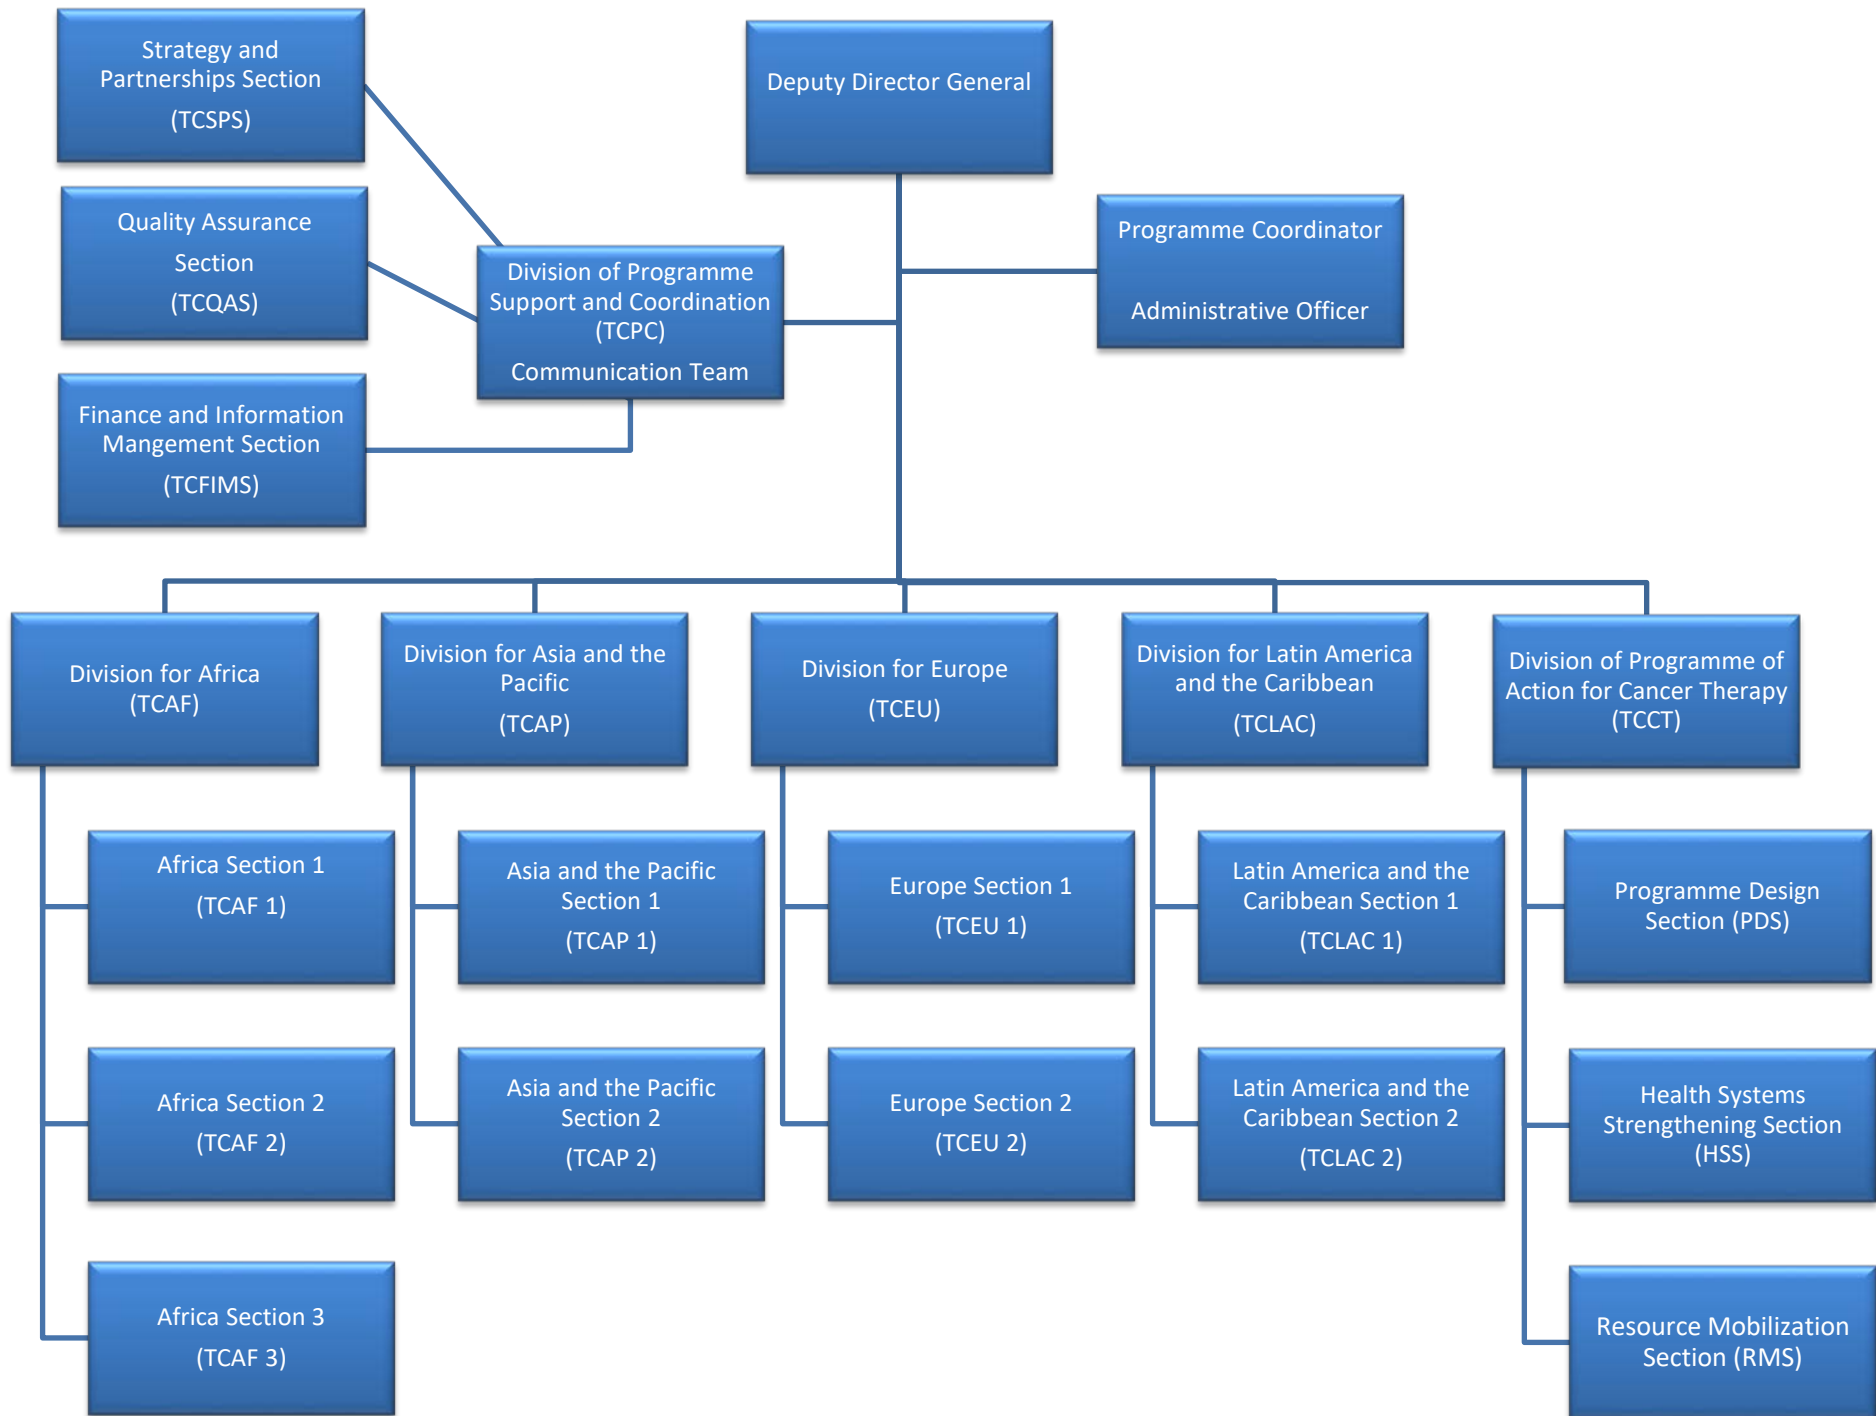 Strategy and
Partnerships Section
(TCSPS)
Deputy Director General
Quality Assurance
Section
(TCQAS)
Programme Coordinator
Administrative Officer
Division of Programme
Support and Coordination
(TCPC)
Communication Team
Finance and Information
Mangement Section
(TCFIMS)
Division for Africa
(TCAF)
Division for Asia and the
Pacific
(TCAP)
Division for Europe
(TCEU)
Division for Latin America
and the Caribbean
(TCLAC)
Division of Programme of
Action for Cancer Therapy
(TCCT)
Africa Section 1
(TCAF 1)
Asia and the Pacific
Section 1
(TCAP 1)
Europe Section 1
(TCEU 1)
Latin America and the
Caribbean Section 1
(TCLAC 1)
Programme Design
Section (PDS)
Africa Section 2
(TCAF 2)
Asia and the Pacific
Section 2
(TCAP 2)
Europe Section 2
(TCEU 2)
Latin America and the
Caribbean Section 2
(TCLAC 2)
Health Systems
Strengthening Section
(HSS)
Africa Section 3
(TCAF 3)
Resource Mobilization
Section (RMS)